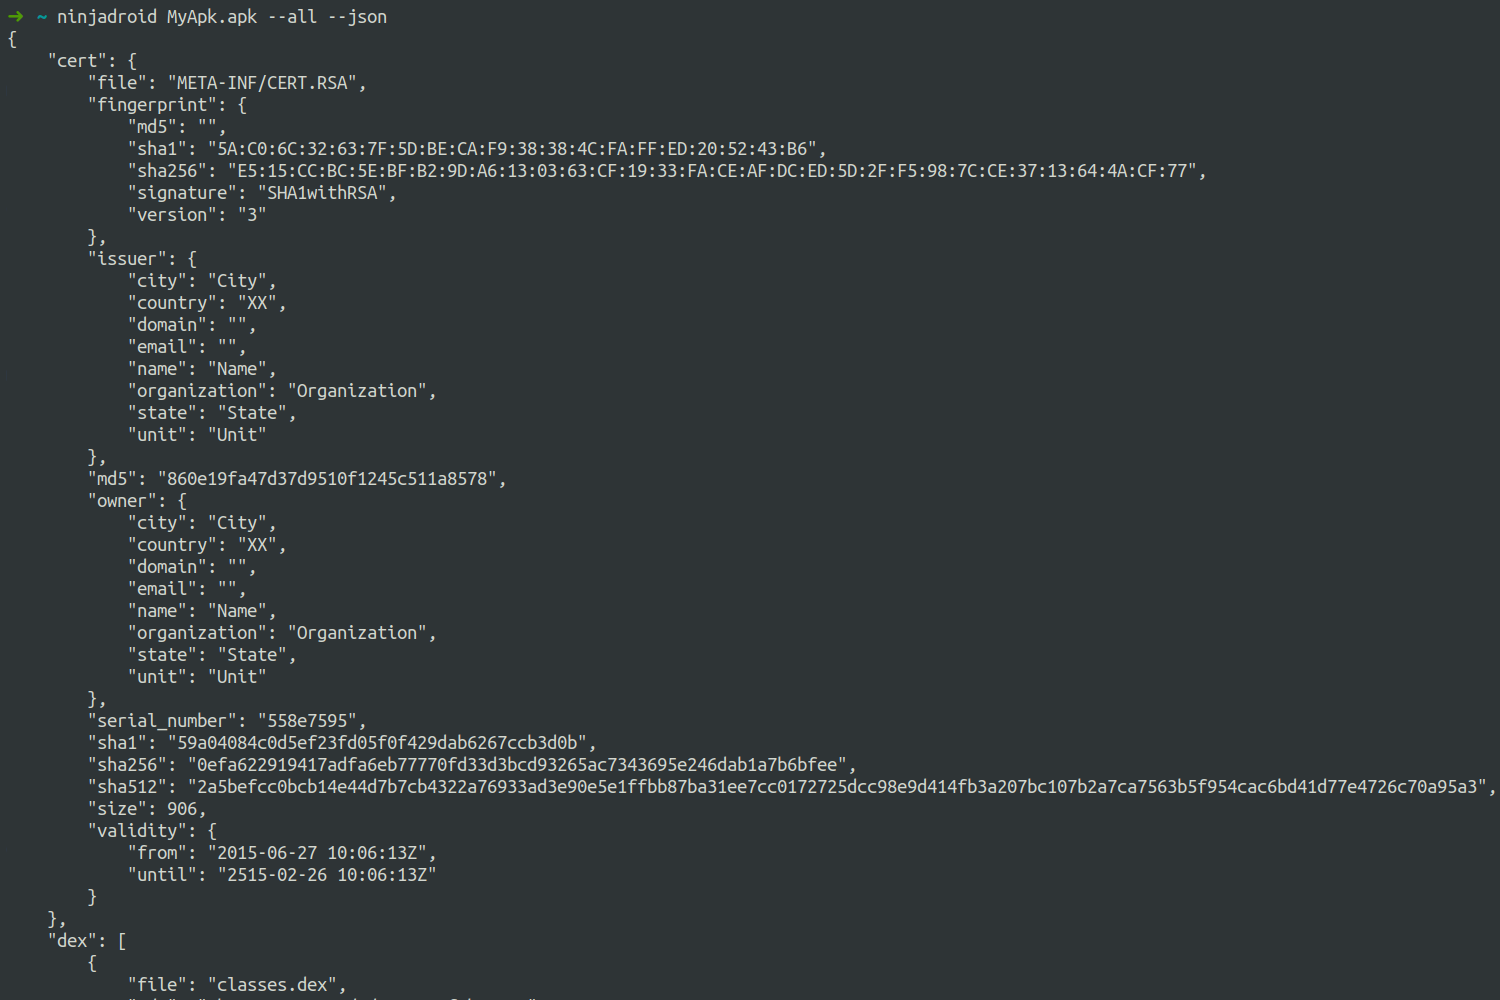 ➜ ~ ninjadroid MyApk.apk --all --json
{
    "cert": {
        "file": "META-INF/CERT.RSA",
        "fingerprint": {
            "md5": "",
            "sha1": "5A:C0:6C:32:63:7F:5D:BE:CA:F9:38:38:4C:FA:FF:ED:20:52:43:B6",
            "sha256": "E5:15:CC:BC:5E:BF:B2:9D:A6:13:03:63:CF:19:33:FA:CE:AF:DC:ED:5D:2F:F5:98:7C:CE:37:13:64:4A:CF:77",
            "signature": "SHA1withRSA",
            "version": "3"
        },
        "issuer": {
            "city": "City",
            "country": "XX",
            "domain": "",
            "email": "",
            "name": "Name",
            "organization": "Organization",
            "state": "State",
            "unit": "Unit"
        },
        "md5": "860e19fa47d37d9510f1245c511a8578",
        "owner": {
            "city": "City",
            "country": "XX",
            "domain": "",
            "email": "",
            "name": "Name",
            "organization": "Organization",
            "state": "State",
            "unit": "Unit"
        },
        "serial_number": "558e7595",
        "sha1": "59a04084c0d5ef23fd05f0f429dab6267ccb3d0b",
        "sha256": "0efa622919417adfa6eb77770fd33d3bcd93265ac7343695e246dab1a7b6bfee",
        "sha512": "2a5befcc0bcb14e44d7b7cb4322a76933ad3e90e5e1ffbb87ba31ee7cc0172725dcc98e9d414fb3a207bc107b2a7ca7563b5f954cac6bd41d77e4726c70a95a3",
        "size": 906,
        "validity": {
            "from": "2015-06-27 10:06:13Z",
            "until": "2515-02-26 10:06:13Z"
        }
    },
    "dex": [
        {
            "file": "classes.dex",